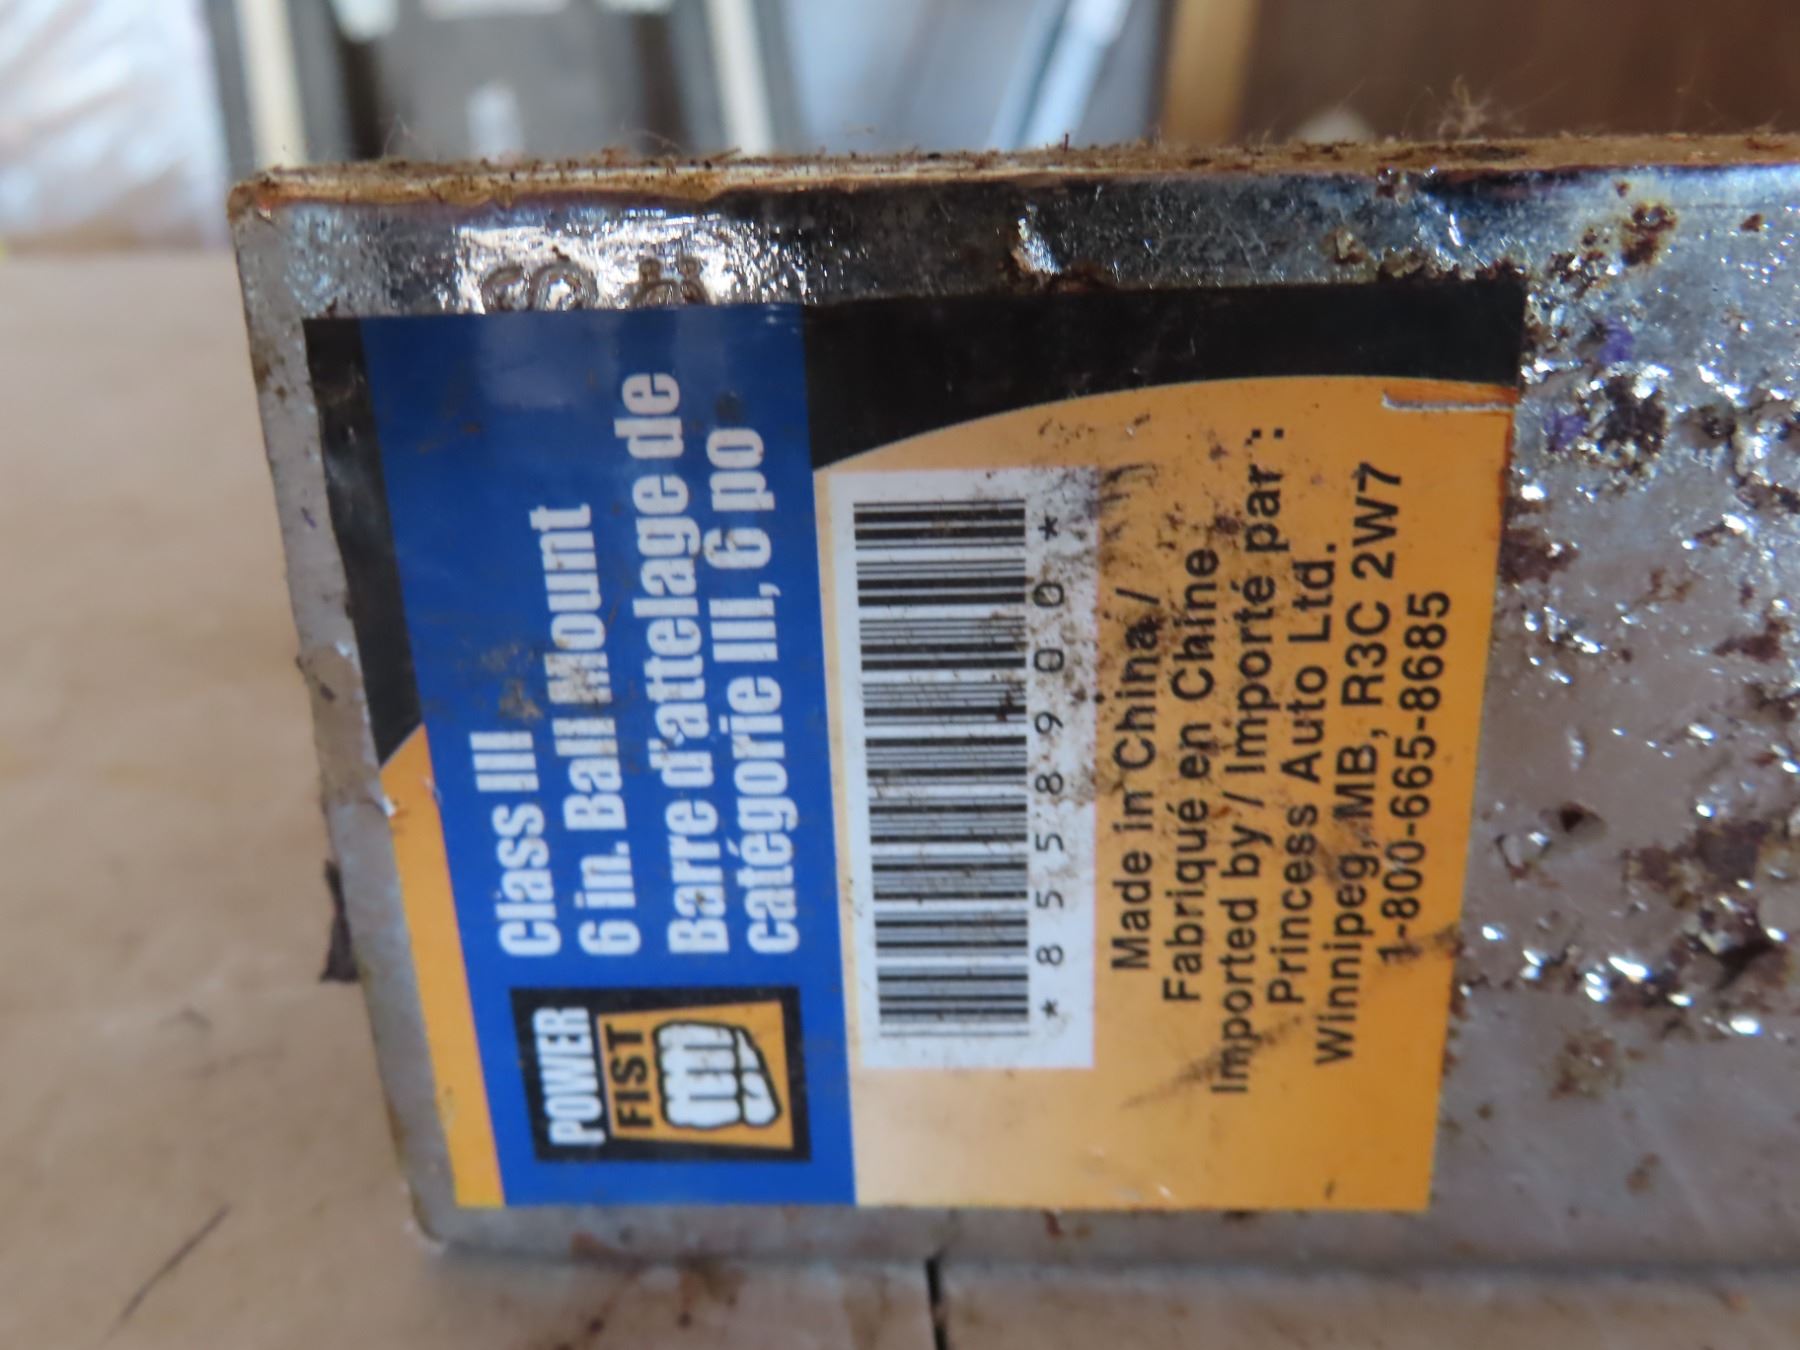 POWER
FIST
Class III
6 in. Ball Mount
Barre d'attelage de
catégorie III, 6 po
*8558900*
Made in China /
Fabriqué en Chine
Imported by / Importé par :
Princess Auto Ltd.
Winnipeg, MB, R3C 2W7
1-800-665-8685